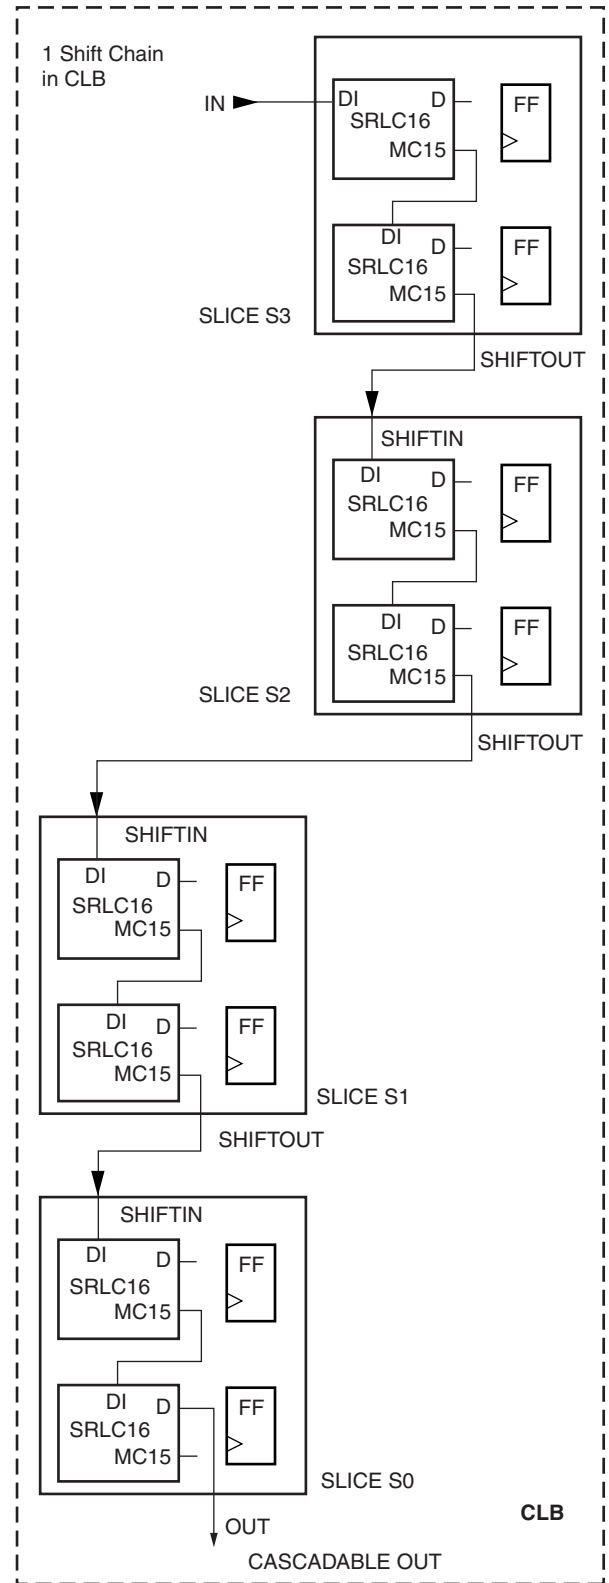 1 Shift Chain
in CLB
IN
DI
D
SRLC16
MC15
FF
DI
D
SRLC16
MC15
FF
SLICE S3
SHIFTOUT
SHIFTIN
DI
D
SRLC16
MC15
FF
DI
D
SRLC16
MC15
FF
SLICE S2
SHIFTOUT
SHIFTIN
DI
D
SRLC16
MC15
FF
DI
D
SRLC16
MC15
FF
SLICE S1
SHIFTOUT
SHIFTIN
DI
D
SRLC16
MC15
FF
DI
D
SRLC16
MC15
FF
SLICE S0
OUT
CLB
CASCADABLE OUT